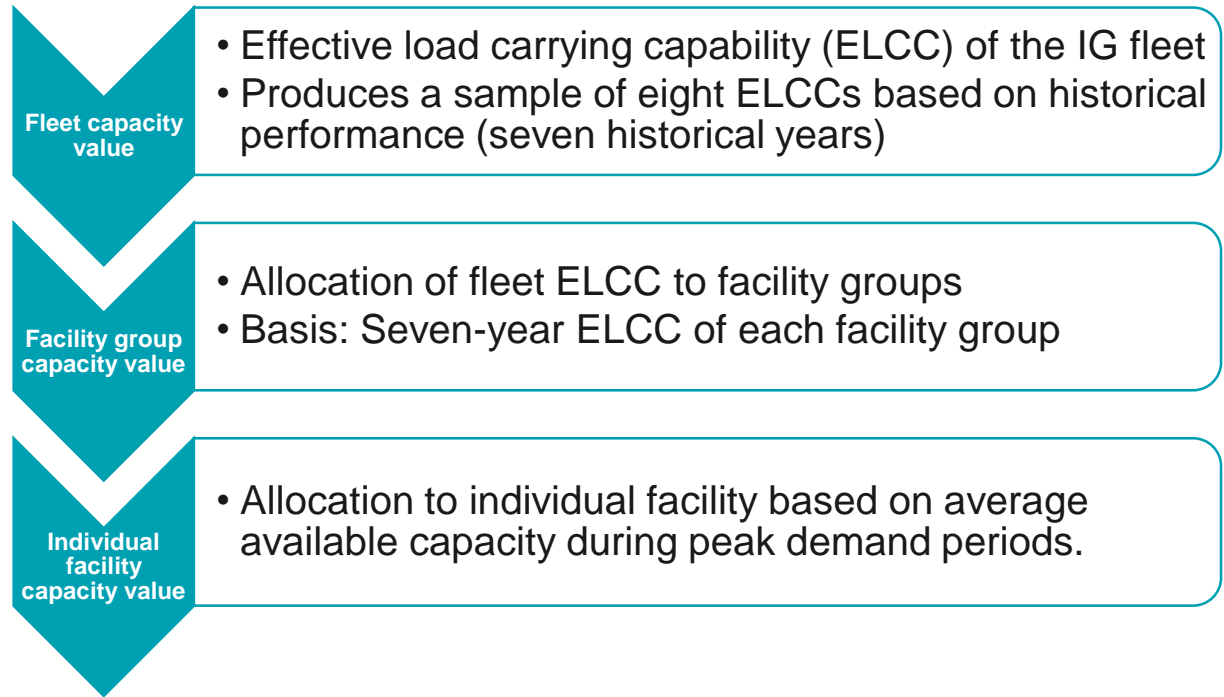 Fleet capacity
value
• Effective load carrying capability (ELCC) of the IG fleet
• Produces a sample of eight ELCCs based on historical
performance (seven historical years)
Facility group
capacity value
• Allocation of fleet ELCC to facility groups
• Basis: Seven-year ELCC of each facility group
Individual
facility
capacity value
• Allocation to individual facility based on average
available capacity during peak demand periods.